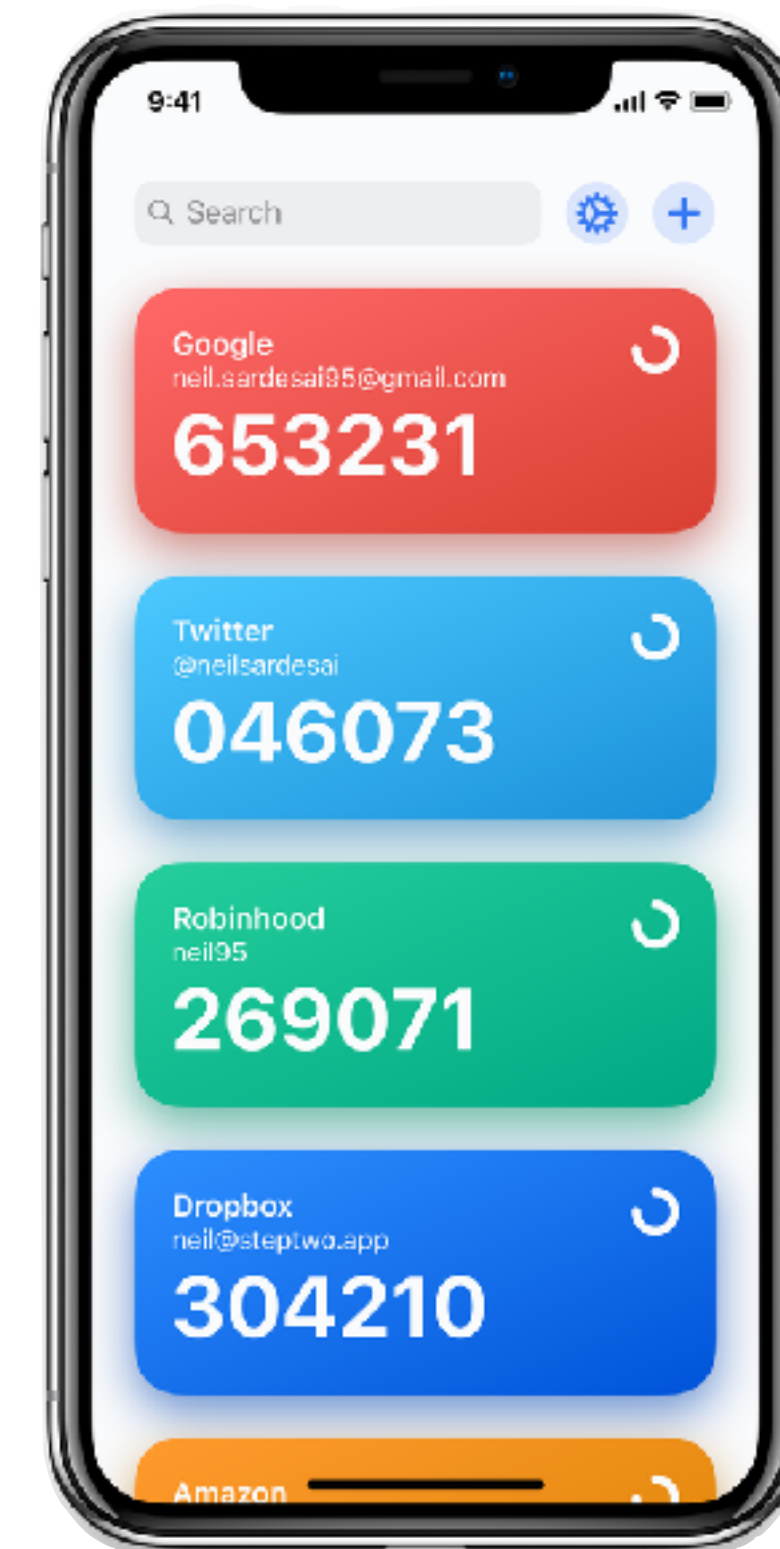 9:41
Search
Google
neil.sardesai95@gmail.com
653231
Twitter
@neilsardesai
046073
Robinhood
neil95
269071
Dropbox
neil@steptwo.app
304210
Amazon